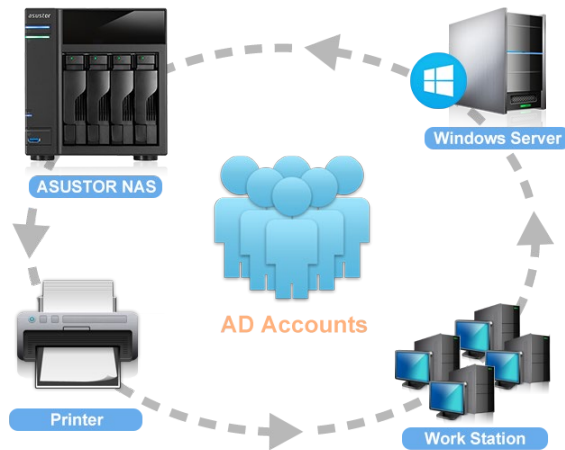 asustor
Windows Server
ASUSTOR NAS
AD Accounts
Printer
Work Station